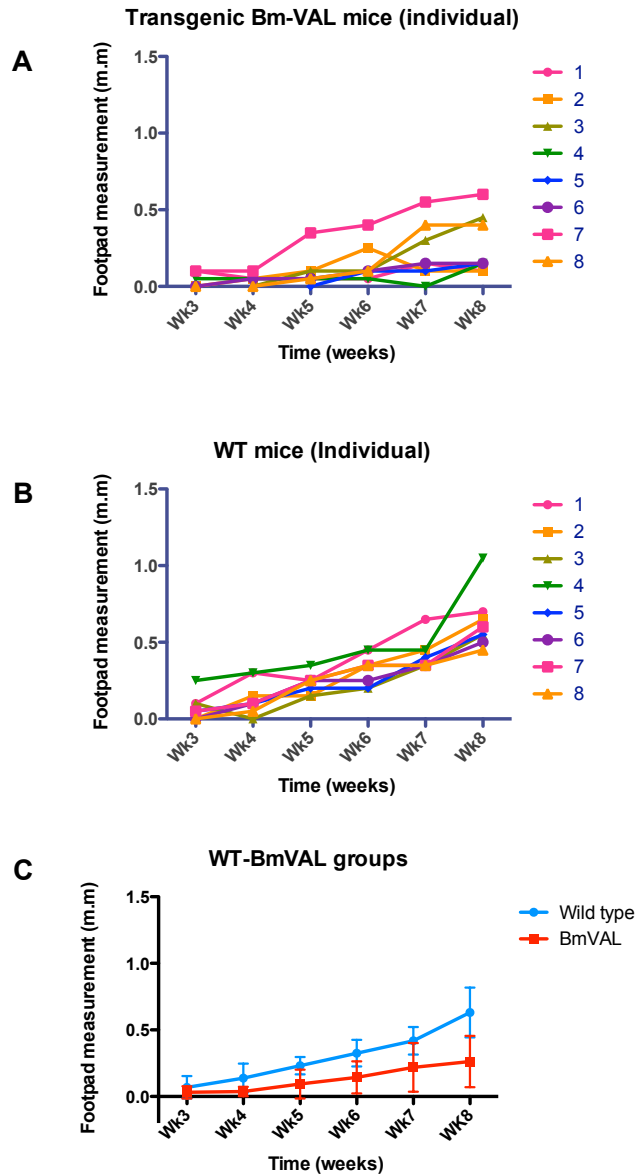 Transgenic Bm-VAL mice (individual)
A
Footpad measurement (m.m)
1.5
1.0
0.5
0.0
Wk3
Wk4
Wk5
Wk6
Wk7
Wk8
Time (weeks)
1
2
3
4
5
6
7
8
WT mice (Individual)
B
Footpad measurement (m.m)
1.5
1.0
0.5
0.0
Wk3
Wk4
Wk5
Wk6
Wk7
Wk8
Time (weeks)
1
2
3
4
5
6
7
8
C
WT-BmVAL groups
Footpad measurement (m.m)
1.5
1.0
0.5
0.0
Wk3
Wk4
Wk5
Wk6
Wk7
WK8
Time (weeks)
Wild type
BmVAL